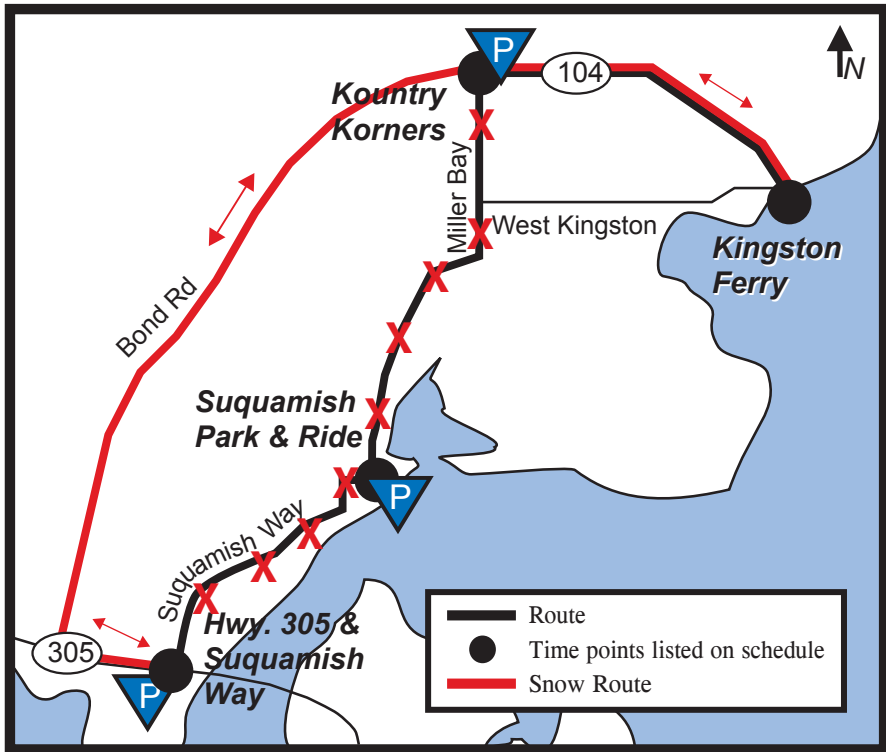 P
104
N
Kountry
Korners
Miller Bay
West Kingston
Kingston
Ferry
Bond Rd
Suquamish
Park & Ride
P
Suquamish Way
Hwy. 305 &
Suquamish
Way
305
P
Route
Time points listed on schedule
Snow Route